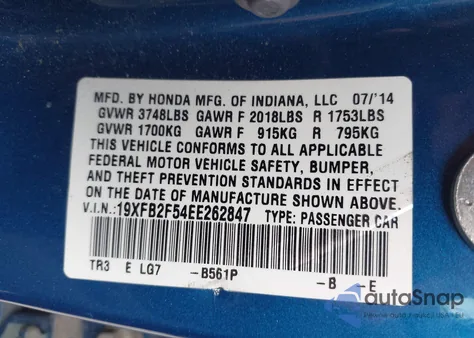 MFD. BY HONDA MFG. OF INDIANA, LLC 07/'14
GVWR 3748LBS GAWR F 2018LBS R 1753LBS
GVWR 1700KG GAWR F 915KG R 795KG
THIS VEHICLE CONFORMS TO ALL APPLICABLE
FEDERAL MOTOR VEHICLE SAFETY, BUMPER,
AND THEFT PREVENTION STANDARDS IN EFFECT
ON THE DATE OF MANUFACTURE SHOWN ABOVE.
V.I.N.:19XFB2F54EE262847 TYPE: PASSENGER CAR
TR3 E LG7 -B561P -B -E
autoSnap